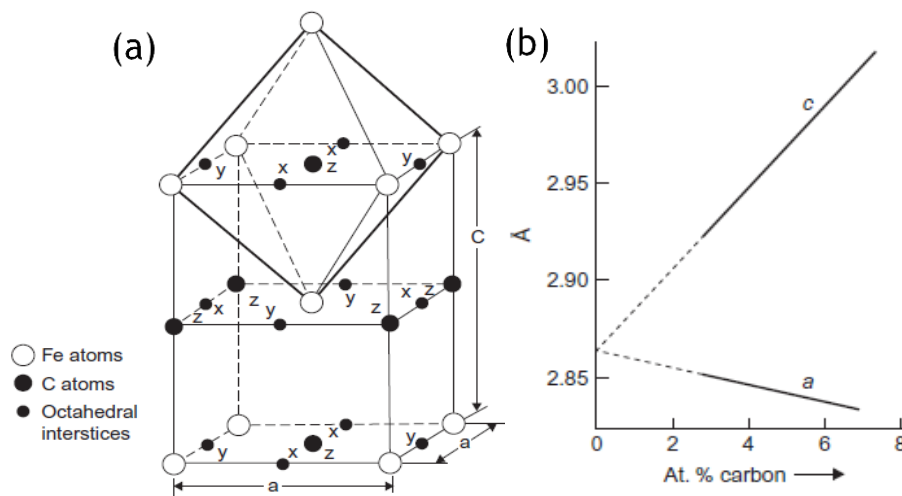 (a)
x
y
x
z
y
C
z
x
y
z
y
x
z
z
x
y
x
z
y
a
a
Fe atoms
C atoms
Octahedral
interstices
(b)
3.00
2.95
Å
2.90
2.85
c
a
0
2
4
6
8
At. % carbon